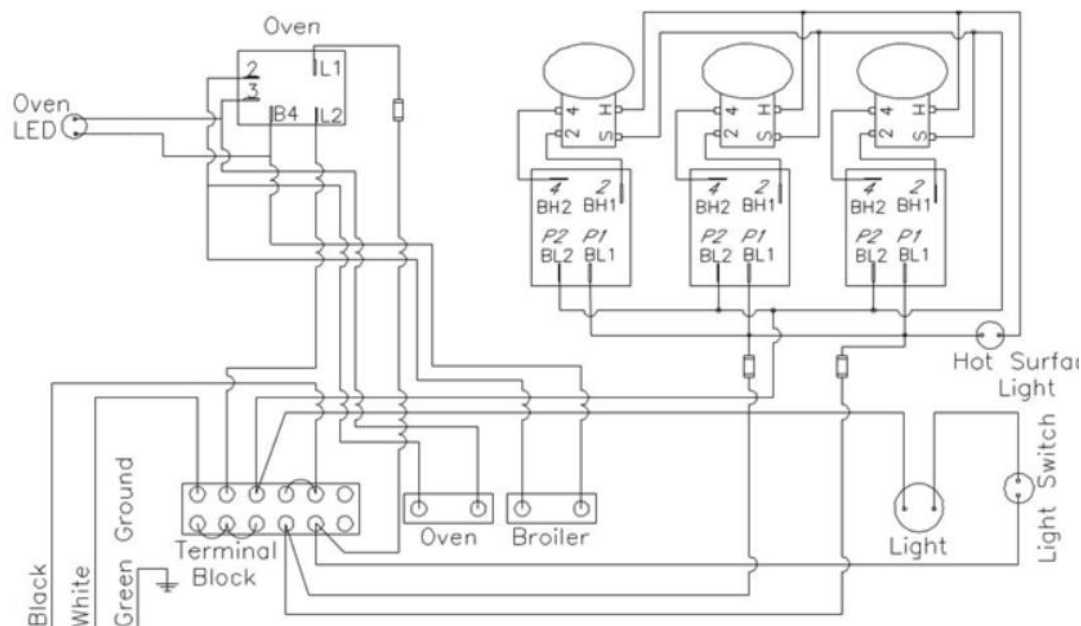 Oven
2
L1
3
B4
L2
Oven
LED
4
H
2
S
4
H
2
S
4
H
2
S
4
2
BH2
BH1
P2
P1
BL2
BL1
4
2
BH2
BH1
P2
P1
BL2
BL1
4
2
BH2
BH1
P2
P1
BL2
BL1
Hot Surfac
Light
Light Switch
Light
Oven
Broiler
Terminal
Block
Black
White
Green Ground